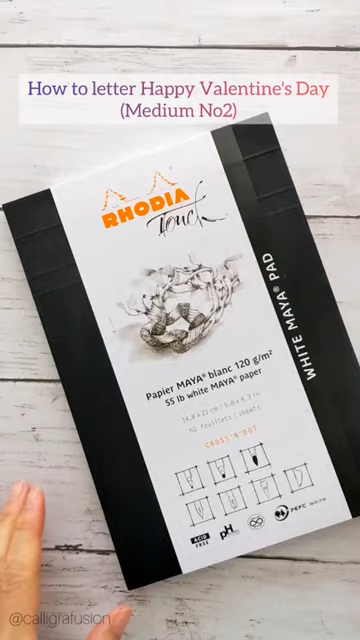 How to letter Happy Valentine's Day
(Medium No2)
RHODIA
Touch
WHITE MAYA® PAD
Papier MAYA® blanc 120 g/m²
55 lb white MAYA® paper
14.8 x 21 cm / 5.8 x 8.3 in
50 feuillets / sheets
CROSS'N'DOT
ACID
FREE
pH
PEFC
@calligrafusion